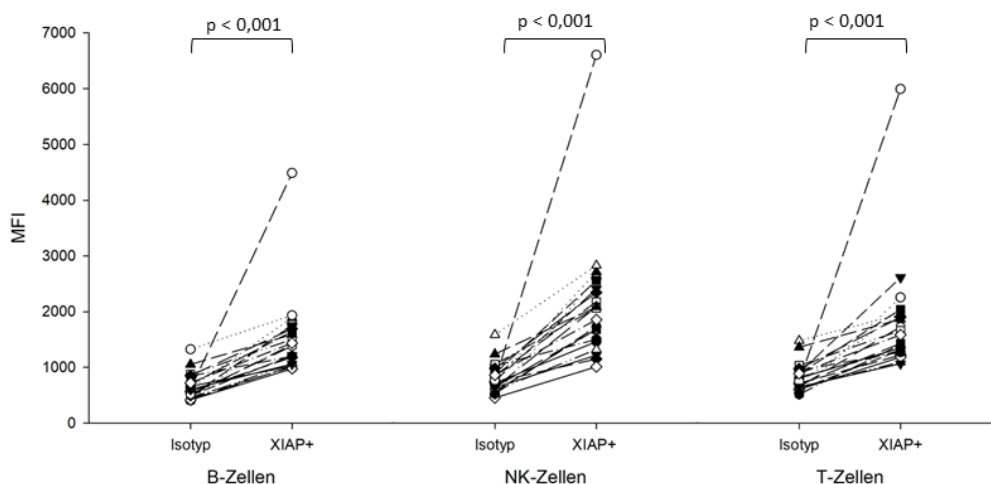 p < 0,001 p < 0,001 p < 0,001
7000
6000
5000
4000
3000
2000
1000
0
MFI
Isotyp XIAP+ Isotyp XIAP+ Isotyp XIAP+
B-Zellen NK-Zellen T-Zellen